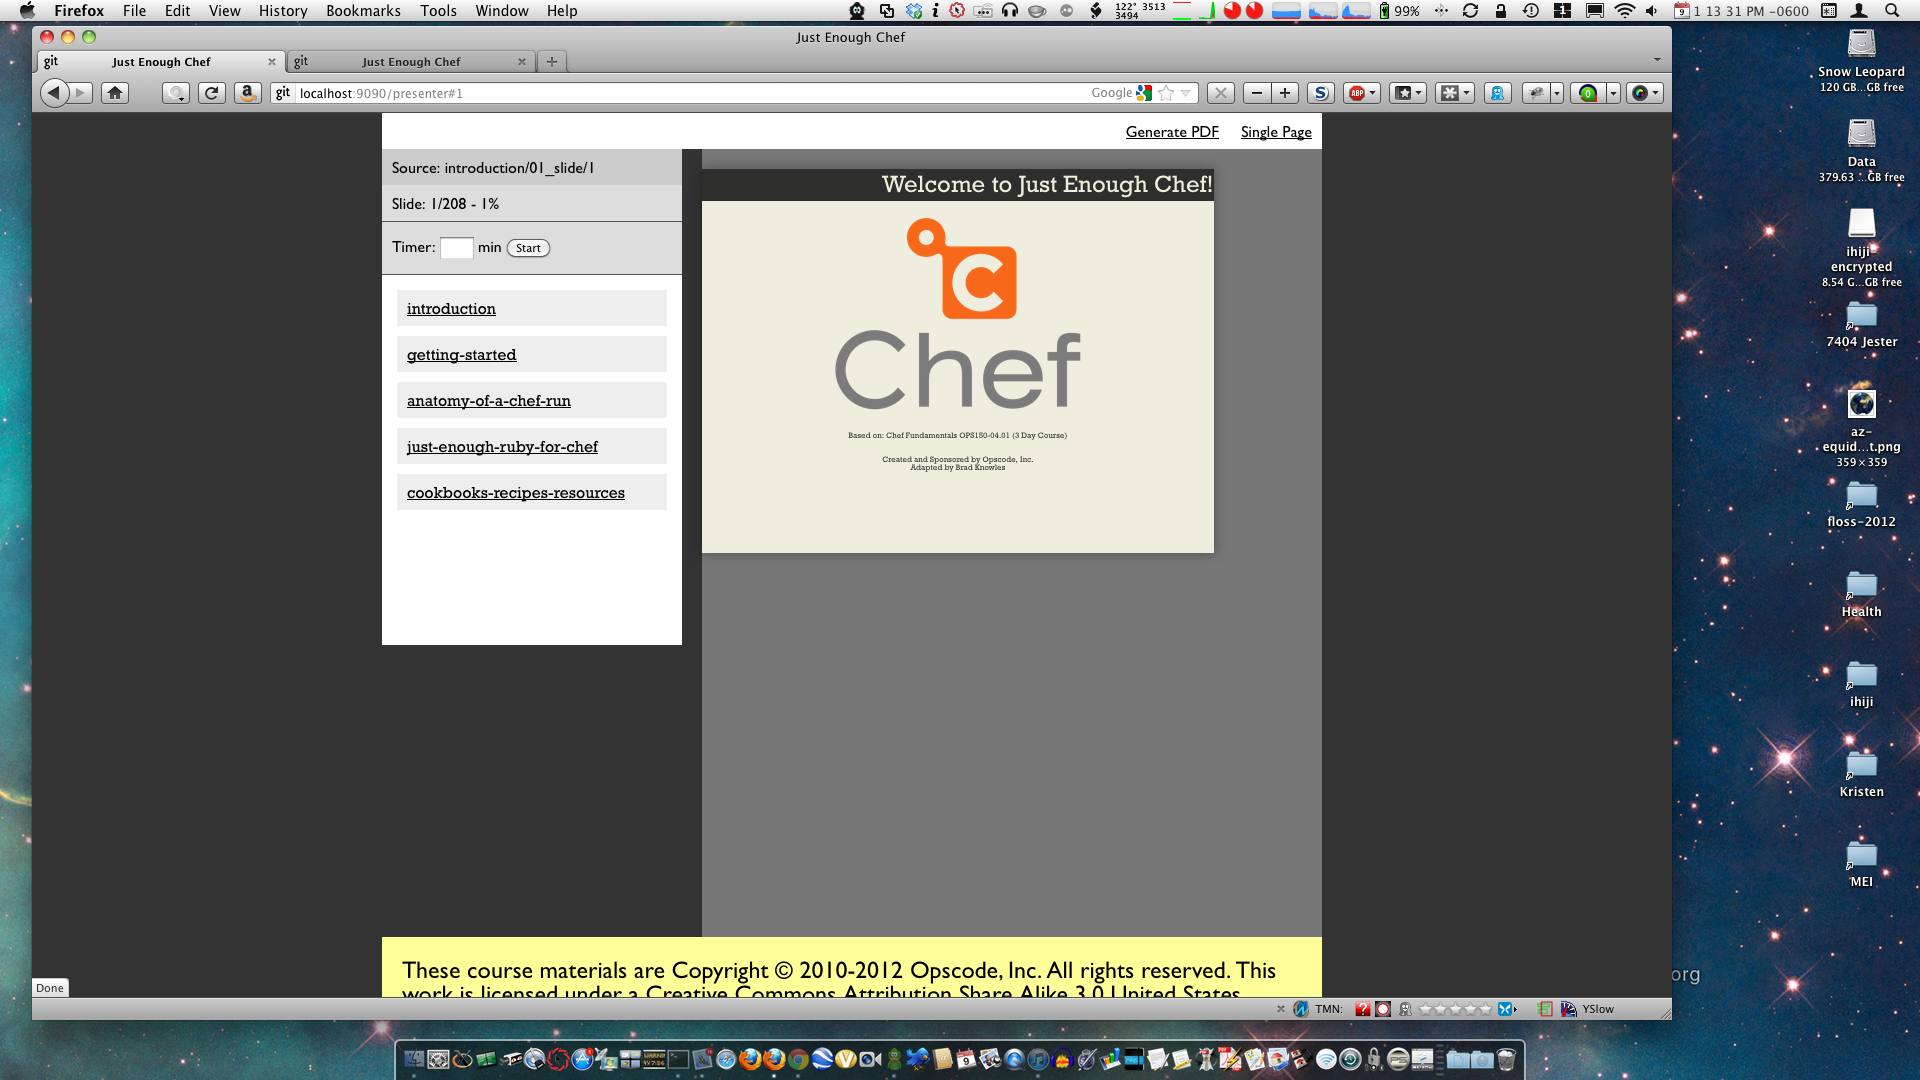 Firefox File Edit View History Bookmarks Tools Window Help
122° 3513
3494
99%
1 13 31 PM -0600
Just Enough Chef
git Just Enough Chef
git Just Enough Chef
git localhost:9090/presenter#1
Google
Generate PDF Single Page
Source: introduction/01_slide/1
Slide: 1/208 - 1%
Timer: min Start
introduction
getting-started
anatomy-of-a-chef-run
just-enough-ruby-for-chef
cookbooks-recipes-resources
Welcome to Just Enough Chef!
C
Chef
Based on: Chef Fundamentals OPS150-04.01 (3 Day Course)
Created and Sponsored by Opscode, Inc.
Adapted by Brad Knowles
These course materials are Copyright © 2010-2012 Opscode, Inc. All rights reserved. This
work is licensed under a Creative Commons Attribution Share Alike 3.0 United States
Done
TMN:
YSlow
Snow Leopard
120 GB...GB free
Data
379.63 ...GB free
ihiji
encrypted
8.54 G...GB free
7404 Jester
az-
equid...t.png
359×359
floss-2012
Health
ihiji
Kristen
MEI
org